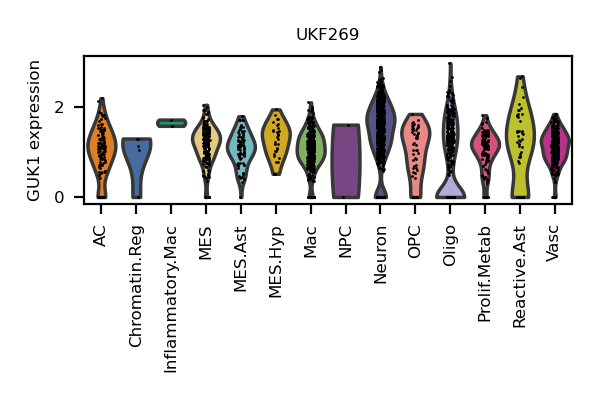 UKF269
GUK1 expression
2
0
AC
Chromatin.Reg
Inflammatory.Mac
MES
MES.Ast
MES.Hyp
Mac
NPC
Neuron
OPC
Oligo
Prolif.Metab
Reactive.Ast
Vasc